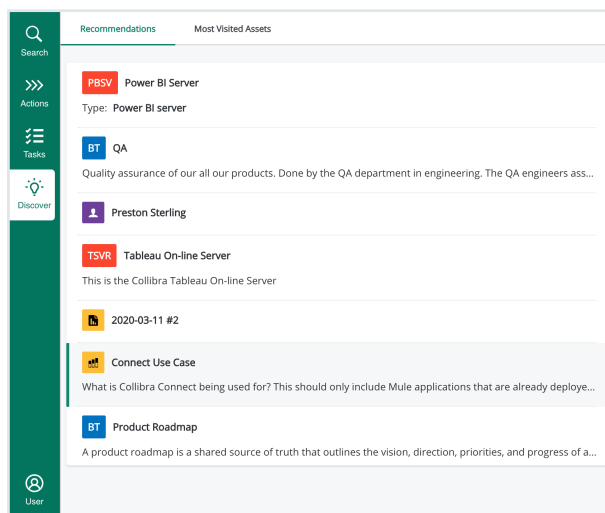 Search
Actions
Tasks
Discover
User
Recommendations Most Visited Assets
PBSV Power BI Server
Type: Power BI server
BT QA
Quality assurance of our all our products. Done by the QA department in engineering. The QA engineers ass...
Preston Sterling
TSVR Tableau On-line Server
This is the Collibra Tableau On-line Server
2020-03-11 #2
Connect Use Case
What is Collibra Connect being used for? This should only include Mule applications that are already deploye...
BT Product Roadmap
A product roadmap is a shared source of truth that outlines the vision, direction, priorities, and progress of a...